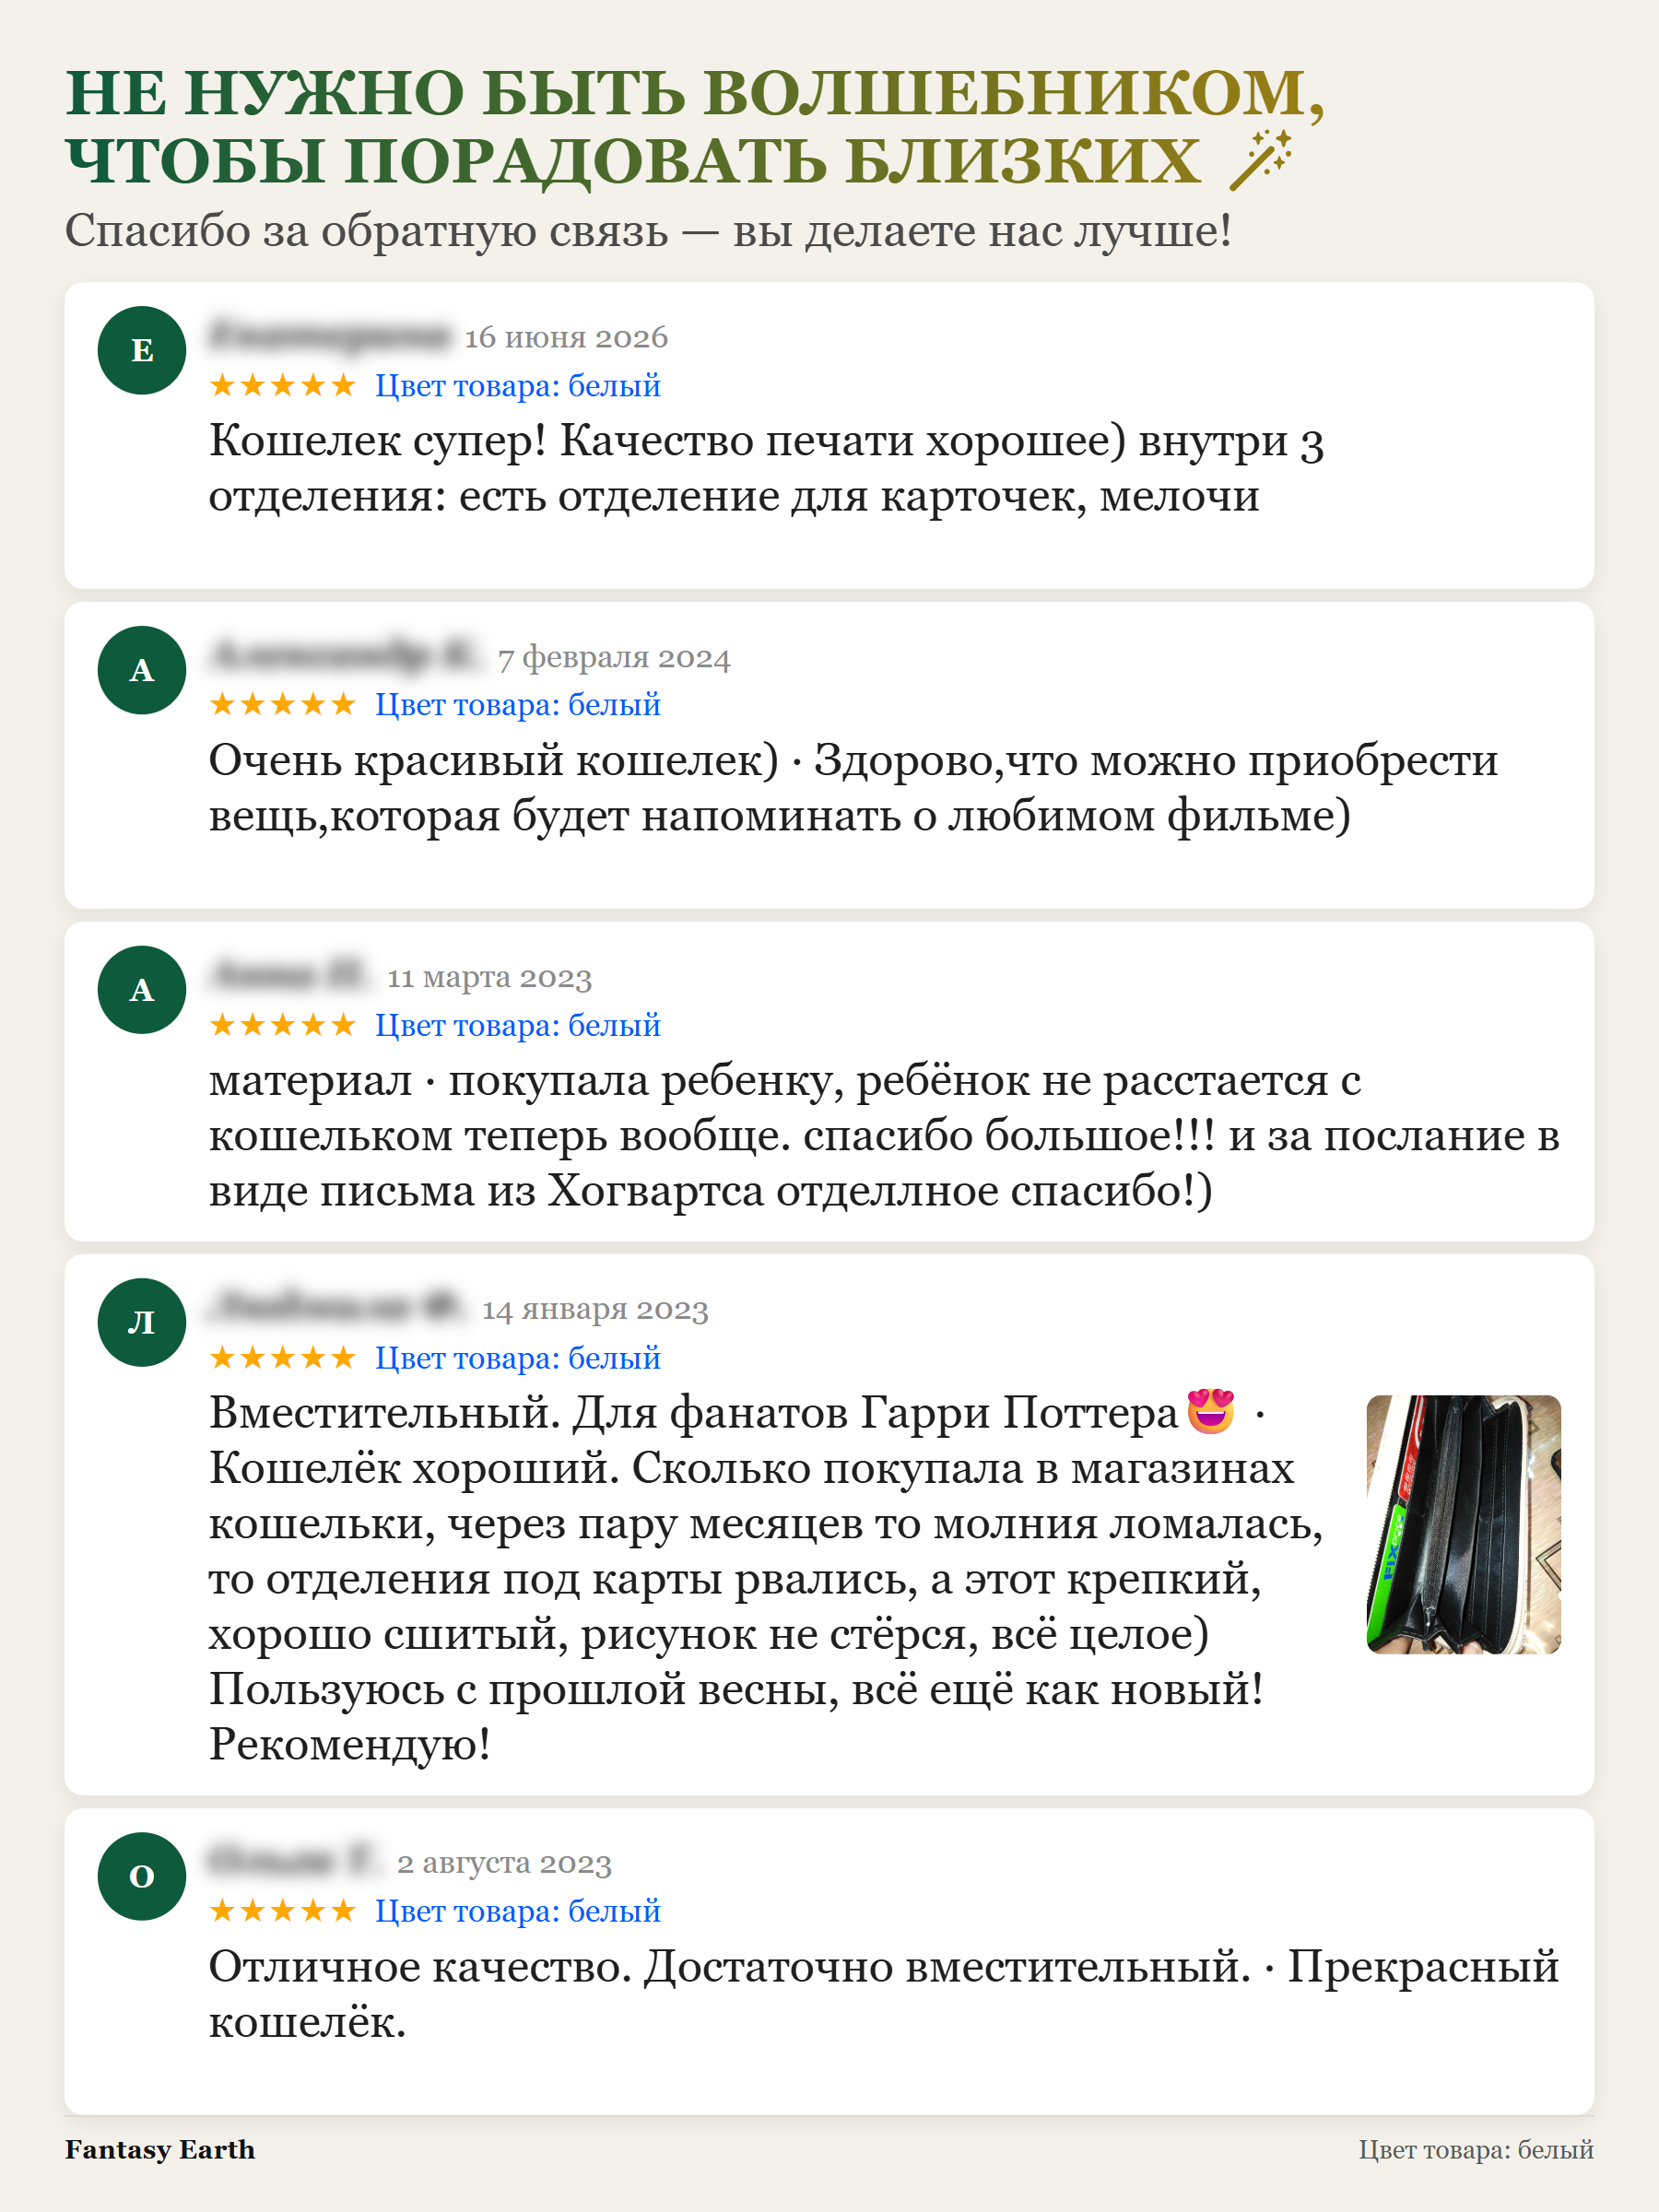 НЕ НУЖНО БЫТЬ ВОЛШЕБНИКОМ,
ЧТОБЫ ПОРАДОВАТЬ БЛИЗКИХ
Спасибо за обратную связь — вы делаете нас лучше!
Е
16 июня 2026
★★★★★ Цвет товара: белый
Кошелек супер! Качество печати хорошее) внутри 3
отделения: есть отделение для карточек, мелочи
А
7 февраля 2024
★★★★★ Цвет товара: белый
Очень красивый кошелек) · Здорово,что можно приобрести
вещь,которая будет напоминать о любимом фильме)
А
11 марта 2023
★★★★★ Цвет товара: белый
материал · покупала ребенку, ребёнок не расстается с
кошельком теперь вообще. спасибо большое!!! и за послание в
виде письма из Хогвартса отделлное спасибо!)
Л
14 января 2023
★★★★★ Цвет товара: белый
Вместительный. Для фанатов Гарри Поттера😍 ·
Кошелёк хороший. Сколько покупала в магазинах
кошельки, через пару месяцев то молния ломалась,
то отделения под карты рвались, а этот крепкий,
хорошо сшитый, рисунок не стёрся, всё целое)
Пользуюсь с прошлой весны, всё ещё как новый!
Рекомендую!
О
2 августа 2023
★★★★★ Цвет товара: белый
Отличное качество. Достаточно вместительный. · Прекрасный
кошелёк.
Fantasy Earth
Цвет товара: белый